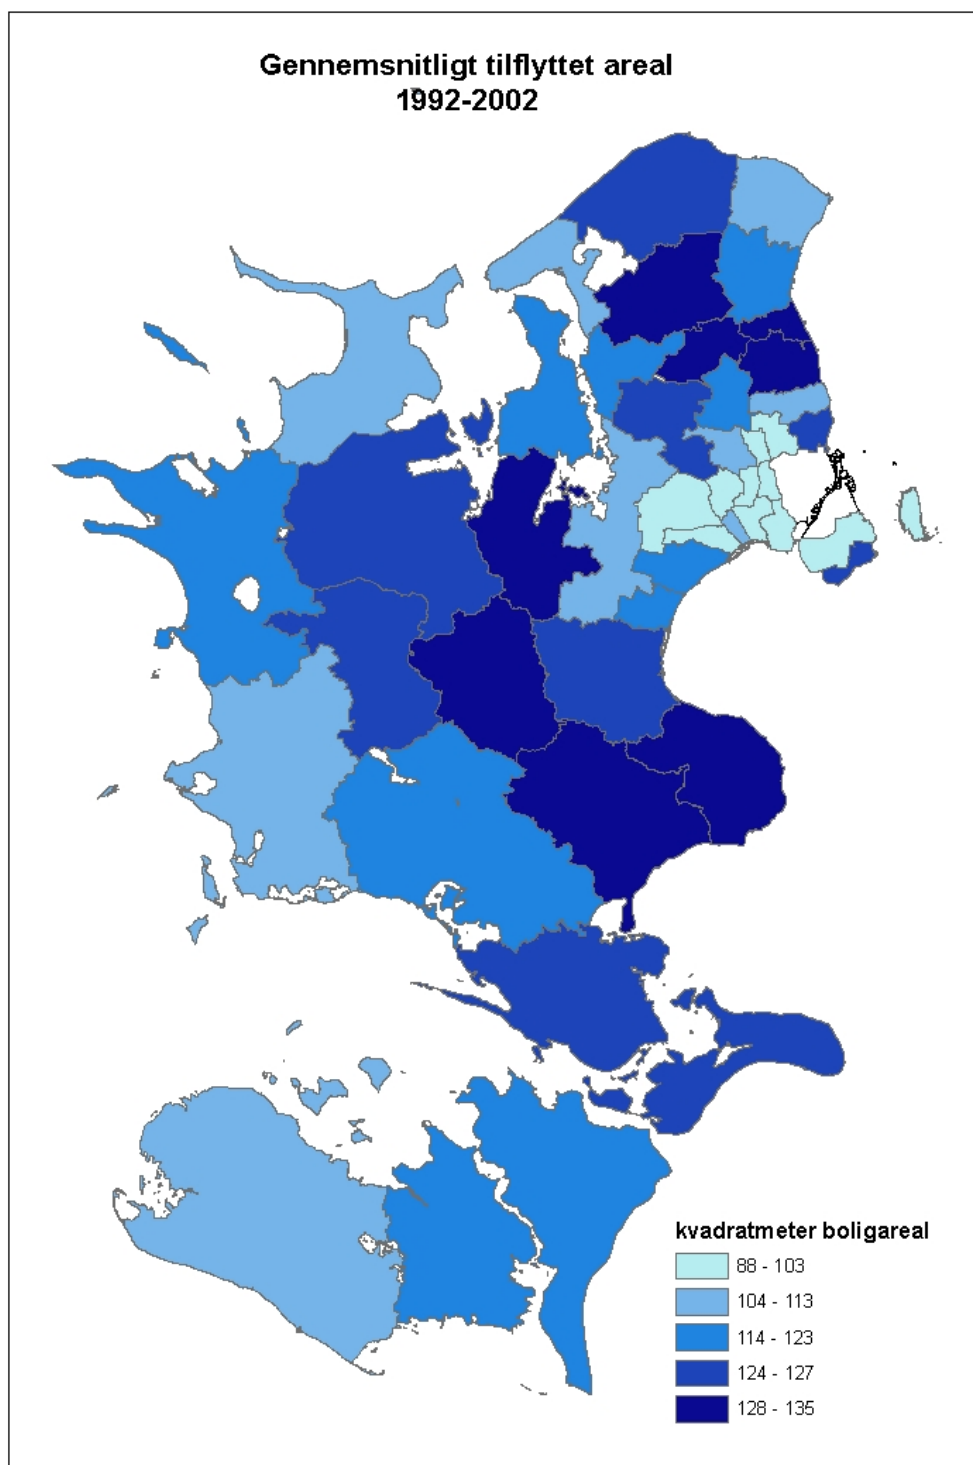 Gennemsnitligt tilflyttet areal
1992-2002
kvadratmeter boligareal
88 - 103
104 - 113
114 - 123
124 - 127
128 - 135